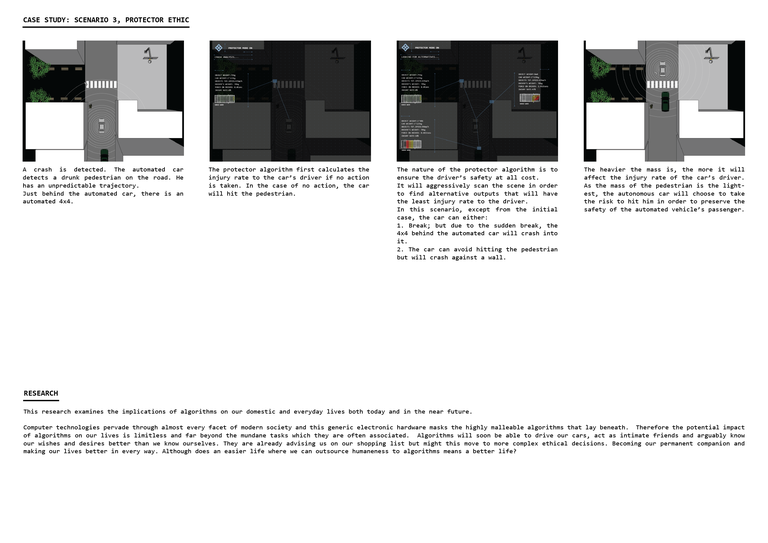 CASE STUDY: SCENARIO 3, PROTECTOR ETHIC
A crash is detected. The automated car
detects a drunk pedestrian on the road. He
has an unpredictable trajectory.
Just behind the automated car, there is an
automated 4x4.
The protector algorithm first calculates the
injury rate to the car's driver if no action
is taken. In the case of no action, the car
will hit the pedestrian.
The nature of the protector algorithm is to
ensure the driver's safety at all cost.
It will aggressively scan the scene in order
to find alternative outputs that will have
the least injury rate to the driver.
In this scenario, except from the initial
case, the car can either:
1. Break; but due to the sudden break, the
4x4 behind the automated car will crash into
it.
2. The car can avoid hitting the pedestrian
but will crash against a wall.
The heavier the mass is, the more it will
affect the injury rate of the car's driver.
As the mass of the pedestrian is the light-
est, the autonomous car will choose to take
the risk to hit him in order to preserve the
safety of the automated vehicle's passenger.
RESEARCH
This research examines the implications of algorithms on our domestic and everyday lives both today and in the near future.
Computer technologies pervade through almost every facet of modern society and this generic electronic hardware masks the highly malleable algorithms that lay beneath. Therefore the potential impact
of algorithms on our lives is limitless and far beyond the mundane tasks which they are often associated. Algorithms will soon be able to drive our cars, act as intimate friends and arguably know
our wishes and desires better than we know ourselves. They are already advising us on our shopping list but might this move to more complex ethical decisions. Becoming our permanent companion and
making our lives better in every way. Although does an easier life where we can outsource humaneness to algorithms means a better life?